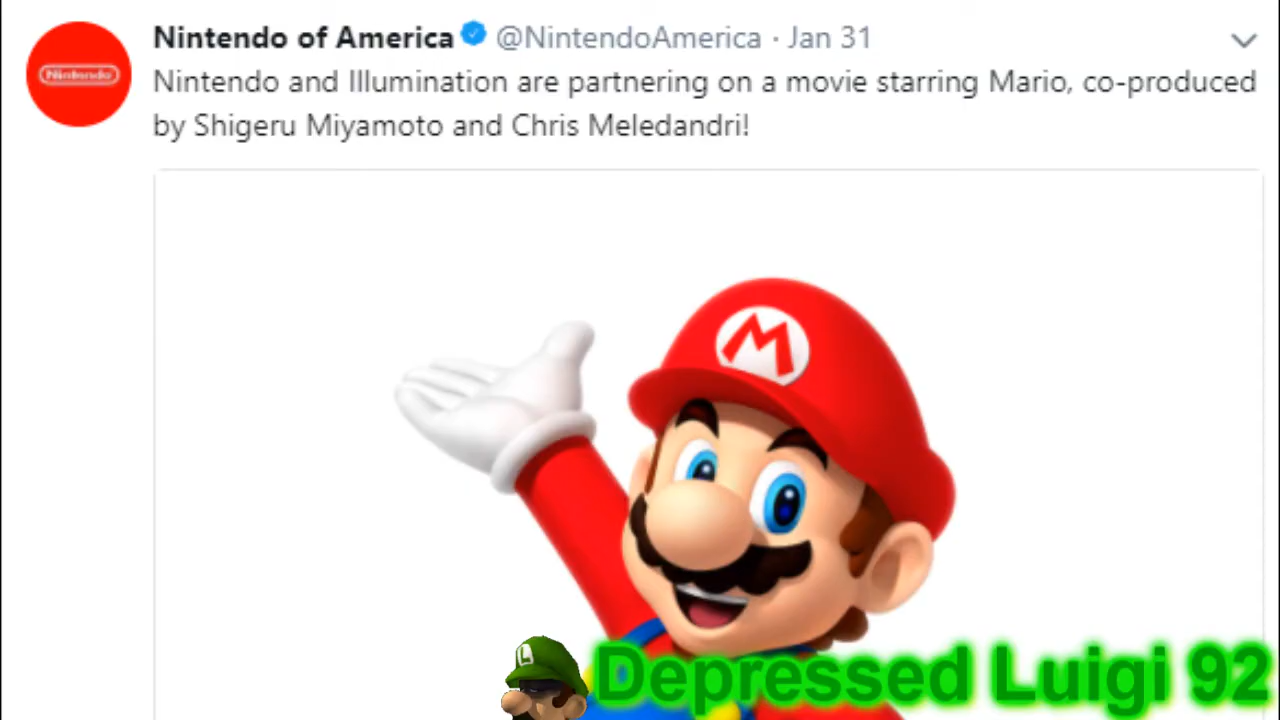 Nintendo of America @NintendoAmerica · Jan 31
Nintendo
Nintendo and Illumination are partnering on a movie starring Mario, co-produced
by Shigeru Miyamoto and Chris Meledandri!
M
L
Depressed Luigi 92